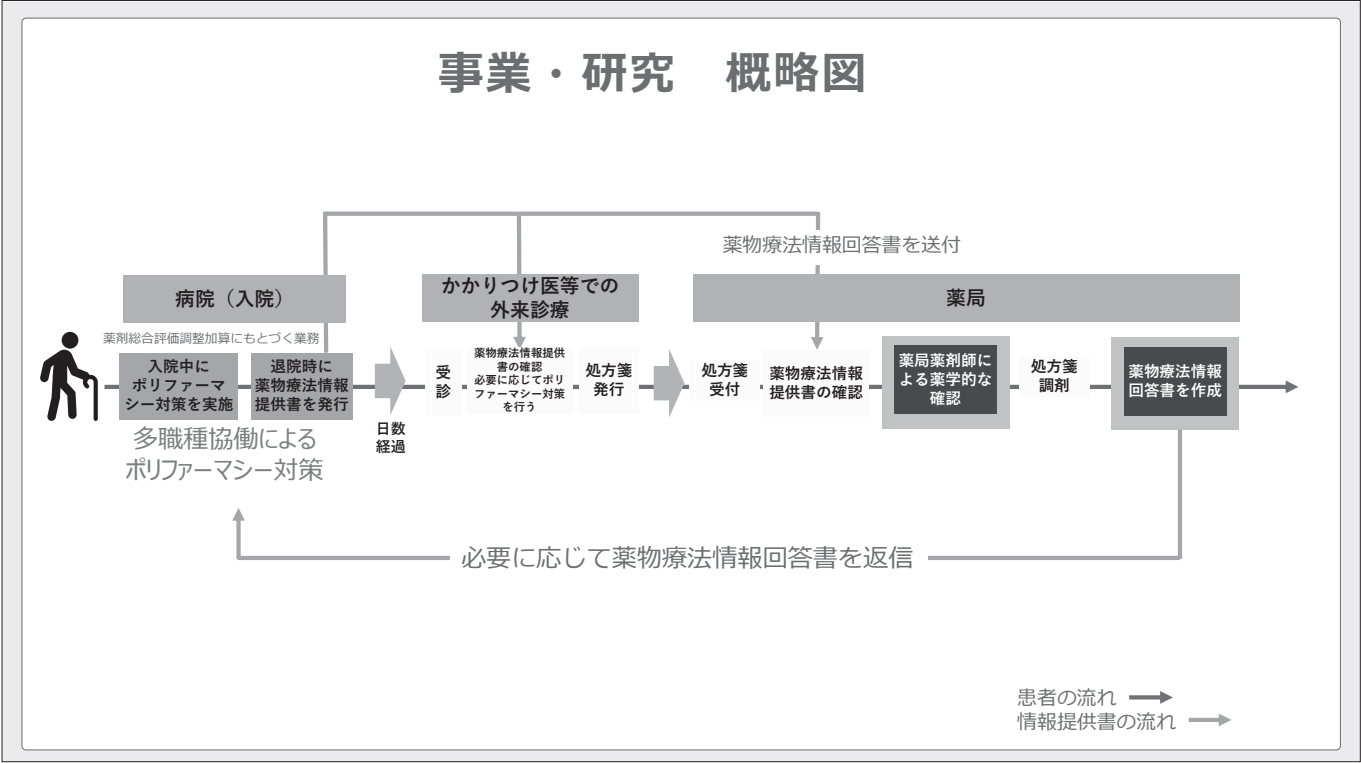 事業・研究　概略図
薬物療法情報回答書を送付
病院（入院）
かかりつけ医等での
外来診療
薬局
薬剤総合評価調整加算にもとづく業務
入院中に
ポリファーマ
シー対策を実施
退院時に
薬物療法情報
提供書を発行
日数
経過
受
診
薬物療法情報提供
書の確認
必要に応じてポリ
ファーマシー対策
を行う
処方箋
発行
処方箋
受付
薬物療法情報
提供書の確認
薬局薬剤師に
よる薬学的な
確認
処方箋
調剤
薬物療法情報
回答書を作成
多職種協働による
ポリファーマシー対策
必要に応じて薬物療法情報回答書を返信
患者の流れ
情報提供書の流れ